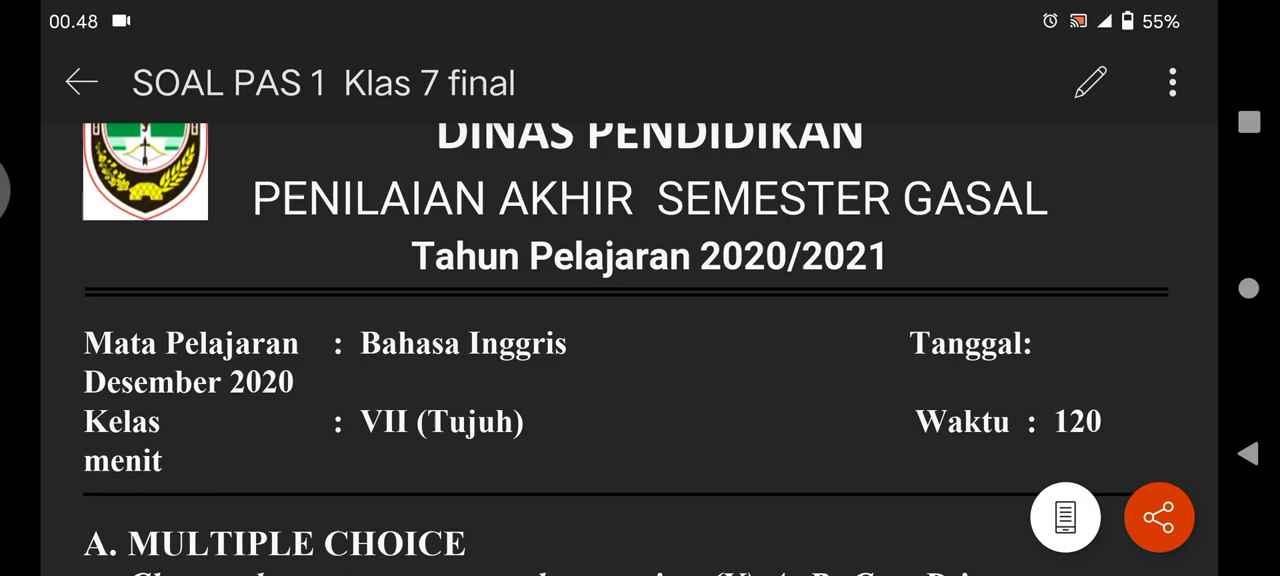 00.48 55%
SOAL PAS 1 Klas 7 final
DINAS PENDIDIKAN
PENILAIAN AKHIR SEMESTER GASAL
Tahun Pelajaran 2020/2021
Mata Pelajaran : Bahasa Inggris Tanggal:
Desember 2020
Kelas : VII (Tujuh) Waktu : 120
menit
A. MULTIPLE CHOICE